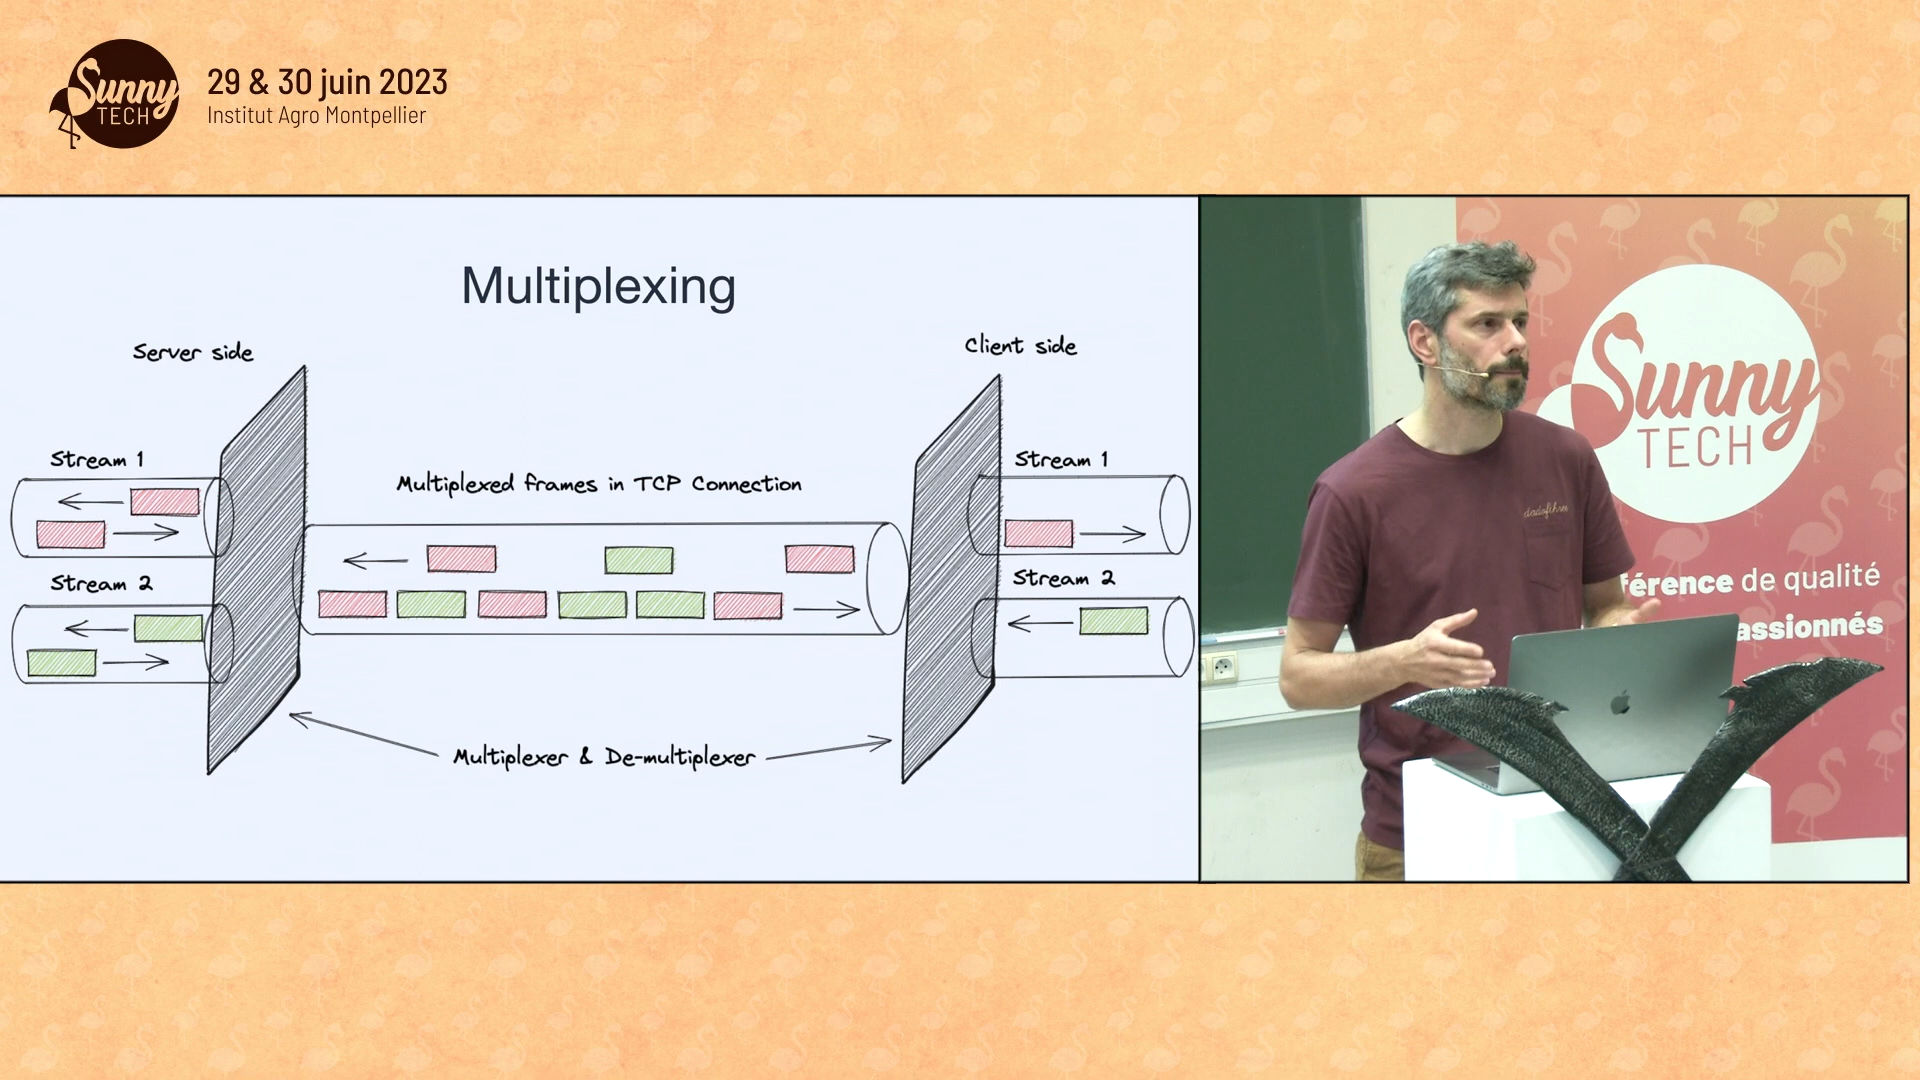 Sunny
TECH
29 & 30 juin 2023
Institut Agro Montpellier
Multiplexing
Server side
Client side
Stream 1
Stream 1
Multiplexed frames in TCP Connection
Stream 2
Stream 2
Multiplexer & De-multiplexer
Sunny
TECH
dadofthree
férence de qualité
assionnés